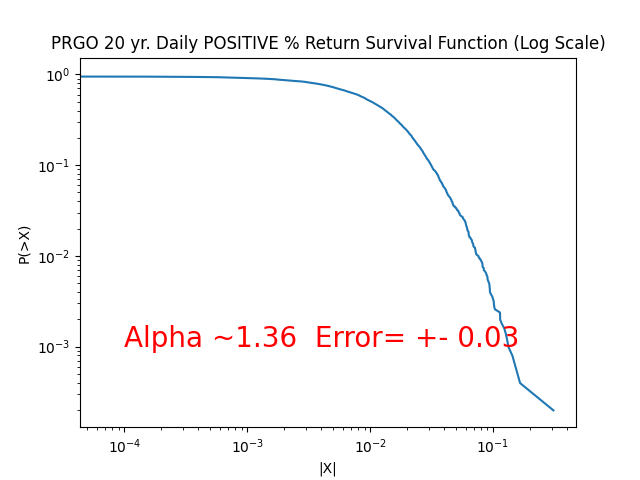 PRGO 20 yr. Daily POSITIVE % Return Survival Function (Log Scale)
10⁰
10⁻¹
10⁻²
10⁻³
P(>X)
Alpha ~1.36  Error= +- 0.03
10⁻⁴
10⁻³
10⁻²
10⁻¹
|X|